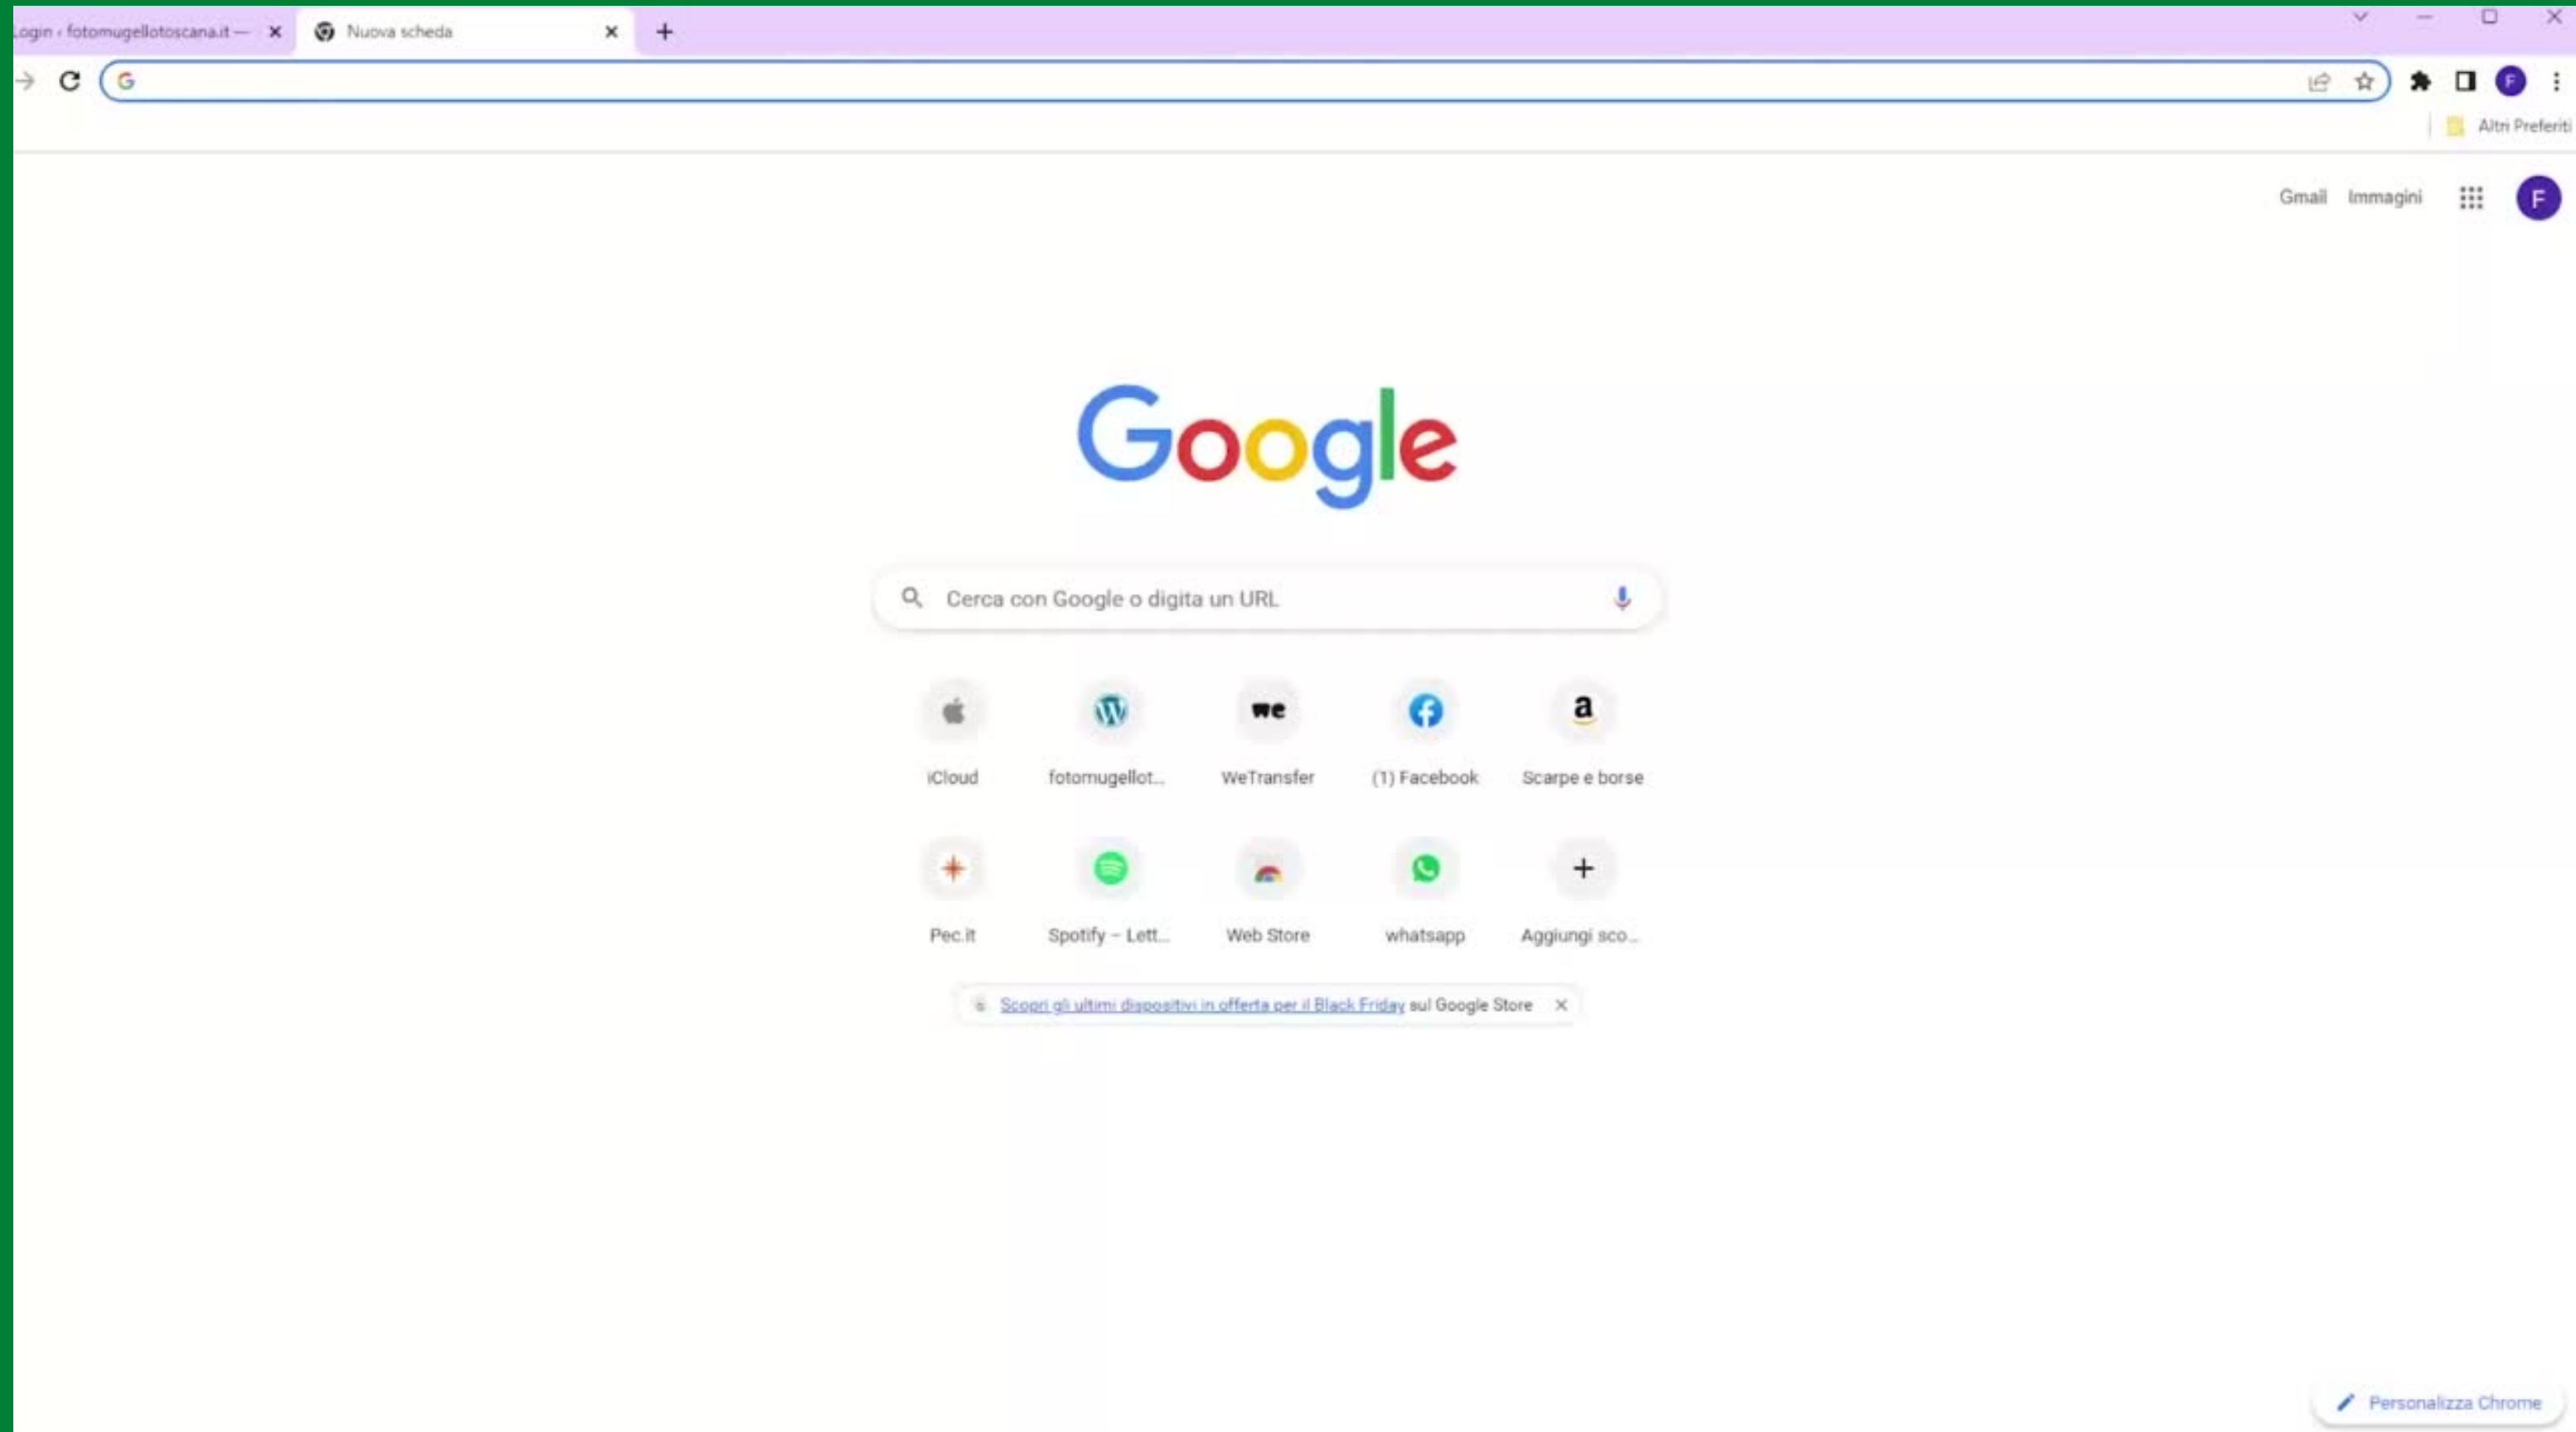 Login ‹ fotomugellotoscana.it —
Nuova scheda
Altri Preferiti
Gmail Immagini
F
Google
Cerca con Google o digita un URL
iCloud fotomugellot... WeTransfer (1) Facebook Scarpe e borse
Pec.it Spotify – Lett... Web Store whatsapp Aggiungi sco...
Scopri gli ultimi dispositivi in offerta per il Black Friday sul Google Store
Personalizza Chrome